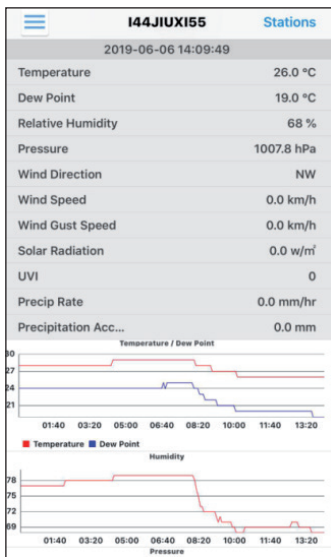 I44JIUXI55 Stations
2019-06-06 14:09:49
Temperature 26.0 °C
Dew Point 19.0 °C
Relative Humidity 68 %
Pressure 1007.8 hPa
Wind Direction NW
Wind Speed 0.0 km/h
Wind Gust Speed 0.0 km/h
Solar Radiation 0.0 w/㎡
UVI 0
Precip Rate 0.0 mm/hr
Precipitation Acc... 0.0 mm
Temperature / Dew Point
30
27
24
21
01:40 03:20 05:00 06:40 08:20 10:00 11:40 13:20
Temperature Dew Point
Humidity
78
75
72
69
01:40 03:20 05:00 06:40 08:20 10:00 11:40 13:20
Pressure